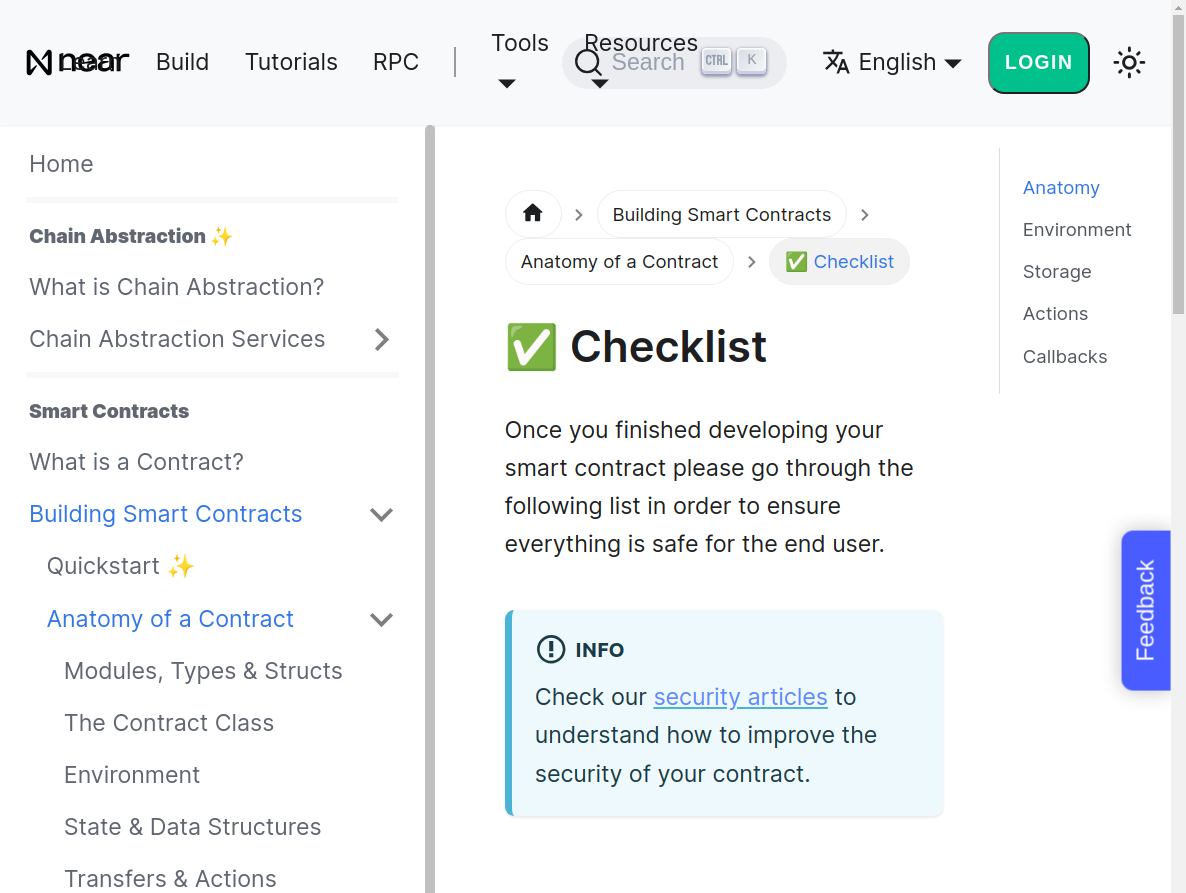 near
Learn
Build
Tutorials
RPC
Tools
Resources
Search
CTRL
K
English
LOGIN
Home
Chain Abstraction ✨
What is Chain Abstraction?
Chain Abstraction Services
Smart Contracts
What is a Contract?
Building Smart Contracts
Quickstart ✨
Anatomy of a Contract
Modules, Types & Structs
The Contract Class
Environment
State & Data Structures
Transfers & Actions
Building Smart Contracts
Anatomy of a Contract
✅ Checklist
✅ Checklist
Once you finished developing your
smart contract please go through the
following list in order to ensure
everything is safe for the end user.
INFO
Check our security articles to
understand how to improve the
security of your contract.
Anatomy
Environment
Storage
Actions
Callbacks
Feedback